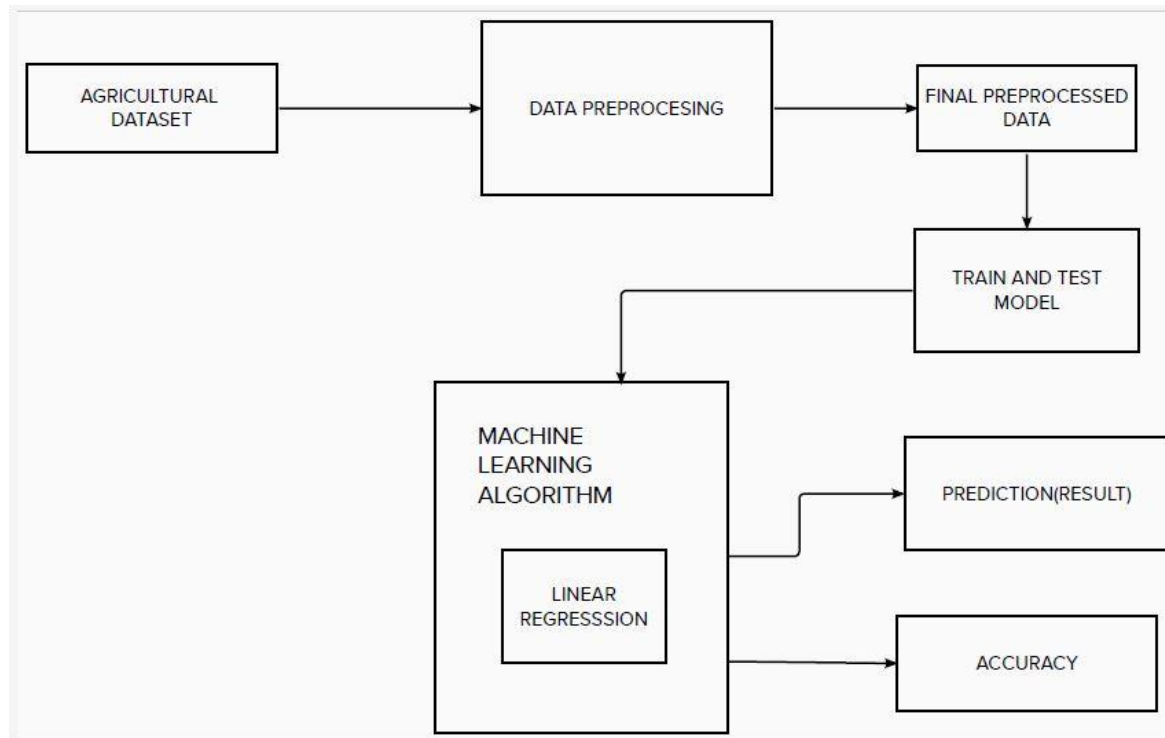 AGRICULTURAL
DATASET
DATA PREPROCESING
FINAL PREPROCESSED
DATA
TRAIN AND TEST
MODEL
MACHINE
LEARNING
ALGORITHM
LINEAR
REGRESSSION
PREDICTION(RESULT)
ACCURACY